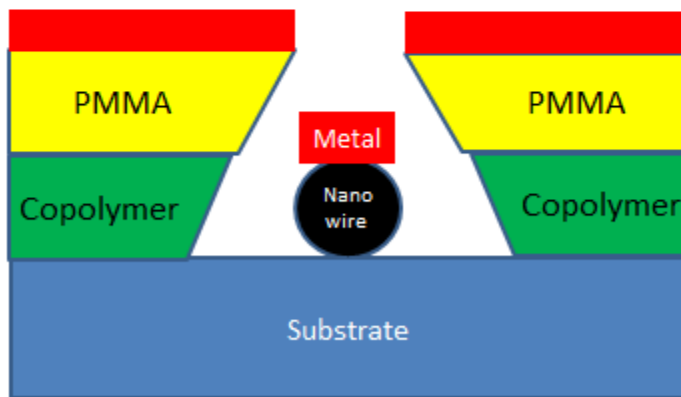 PMMA
PMMA
Metal
Copolymer
Nano
wire
Copolymer
Substrate